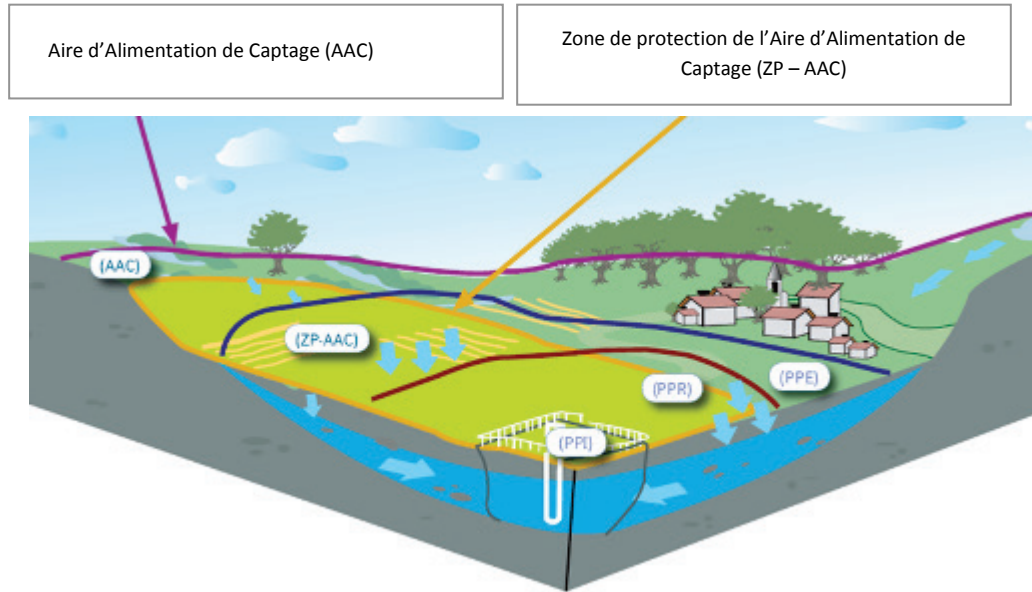 Aire d’Alimentation de Captage (AAC)
Zone de protection de l’Aire d’Alimentation de
Captage (ZP – AAC)
(AAC)
(ZP-AAC)
(PPR)
(PPE)
(PPI)